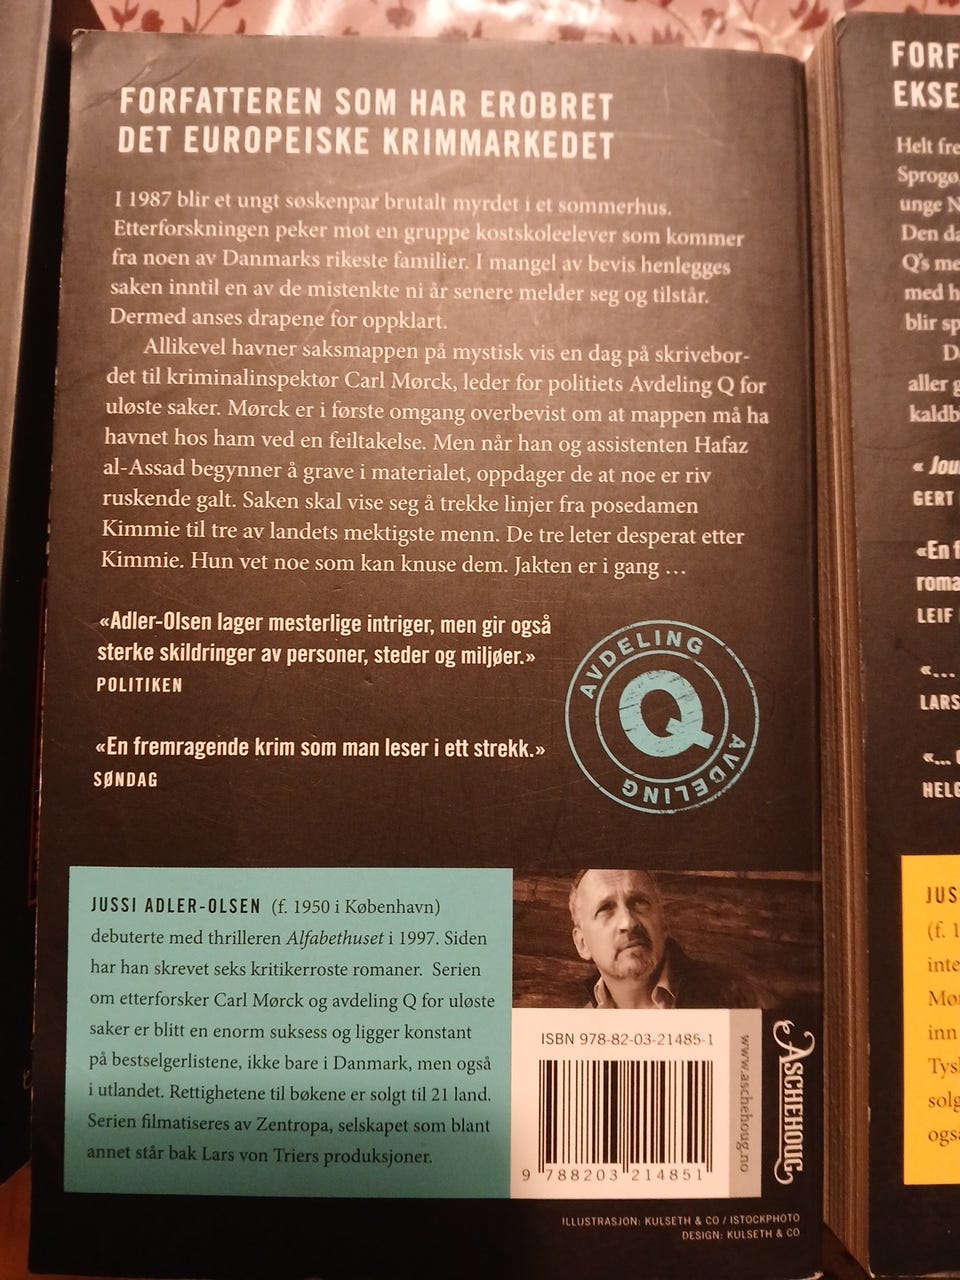 FORFATTEREN SOM HAR EROBRET
DET EUROPEISKE KRIMMARKEDET
I 1987 blir et ungt søskenpar brutalt myrdet i et sommerhus.
Etterforskningen peker mot en gruppe kostskoleelever som kommer
fra noen av Danmarks rikeste familier. I mangel av bevis henlegges
saken inntil en av de mistenkte ni år senere melder seg og tilstår.
Dermed anses drapene for oppklart.
Allikevel havner saksmappen på mystisk vis en dag på skrivebor-
det til kriminalinspektør Carl Mørck, leder for politiets Avdeling Q for
uløste saker. Mørck er i første omgang overbevist om at mappen må ha
havnet hos ham ved en feiltakelse. Men når han og assistenten Hafaz
al-Assad begynner å grave i materialet, oppdager de at noe er riv
ruskende galt. Saken skal vise seg å trekke linjer fra posedamen
Kimmie til tre av landets mektigste menn. De tre leter desperat etter
Kimmie. Hun vet noe som kan knuse dem. Jakten er i gang …
«Adler-Olsen lager mesterlige intriger, men gir også
sterke skildringer av personer, steder og miljøer.»
POLITIKEN
«En fremragende krim som man leser i ett strekk.»
SØNDAG
AVDELING
Q
AVDELING
JUSSI ADLER-OLSEN (f. 1950 i København)
debuterte med thrilleren Alfabethuset i 1997. Siden
har han skrevet seks kritikerroste romaner. Serien
om etterforsker Carl Mørck og avdeling Q for uløste
saker er blitt en enorm suksess og ligger konstant
på bestselgerlistene, ikke bare i Danmark, men også
i utlandet. Rettighetene til bøkene er solgt til 21 land.
Serien filmatiseres av Zentropa, selskapet som blant
annet står bak Lars von Triers produksjoner.
ISBN 978-82-03-21485-1
9 788203 214851
www.aschehoug.no
ASCHEHOUG
ILLUSTRASJON: KULSETH & CO / ISTOCKPHOTO
DESIGN: KULSETH & CO
FORF
EKSE
Helt fre
Sprogø
unge N
Den da
Q's me
med h
blir sp
D
aller g
kaldb
« Jou
GERT
«En f
roma
LEIF
«…
LARS
«…
HELG
JUS
(f. 1
inte
Mø
inn
Tys
solg
også